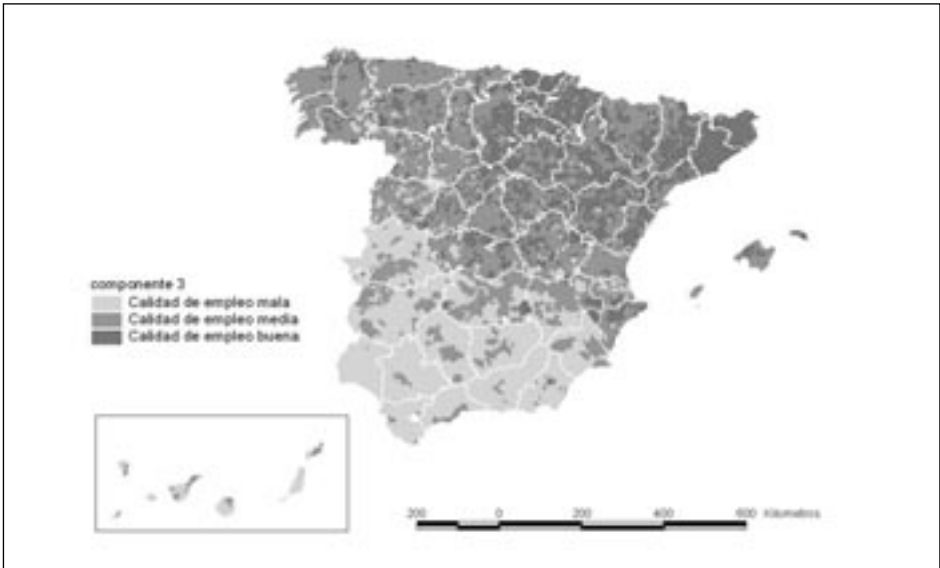 componente 3
Calidad de empleo mala
Calidad de empleo media
Calidad de empleo buena
200 0 200 400 600 Kilometros